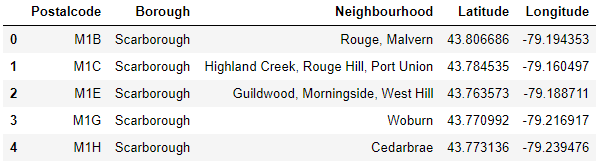 Postalcode Borough Neighbourhood Latitude Longitude
0 M1B Scarborough Rouge, Malvern 43.806686 -79.194353
1 M1C Scarborough Highland Creek, Rouge Hill, Port Union 43.784535 -79.160497
2 M1E Scarborough Guildwood, Morningside, West Hill 43.763573 -79.188711
3 M1G Scarborough Woburn 43.770992 -79.216917
4 M1H Scarborough Cedarbrae 43.773136 -79.239476